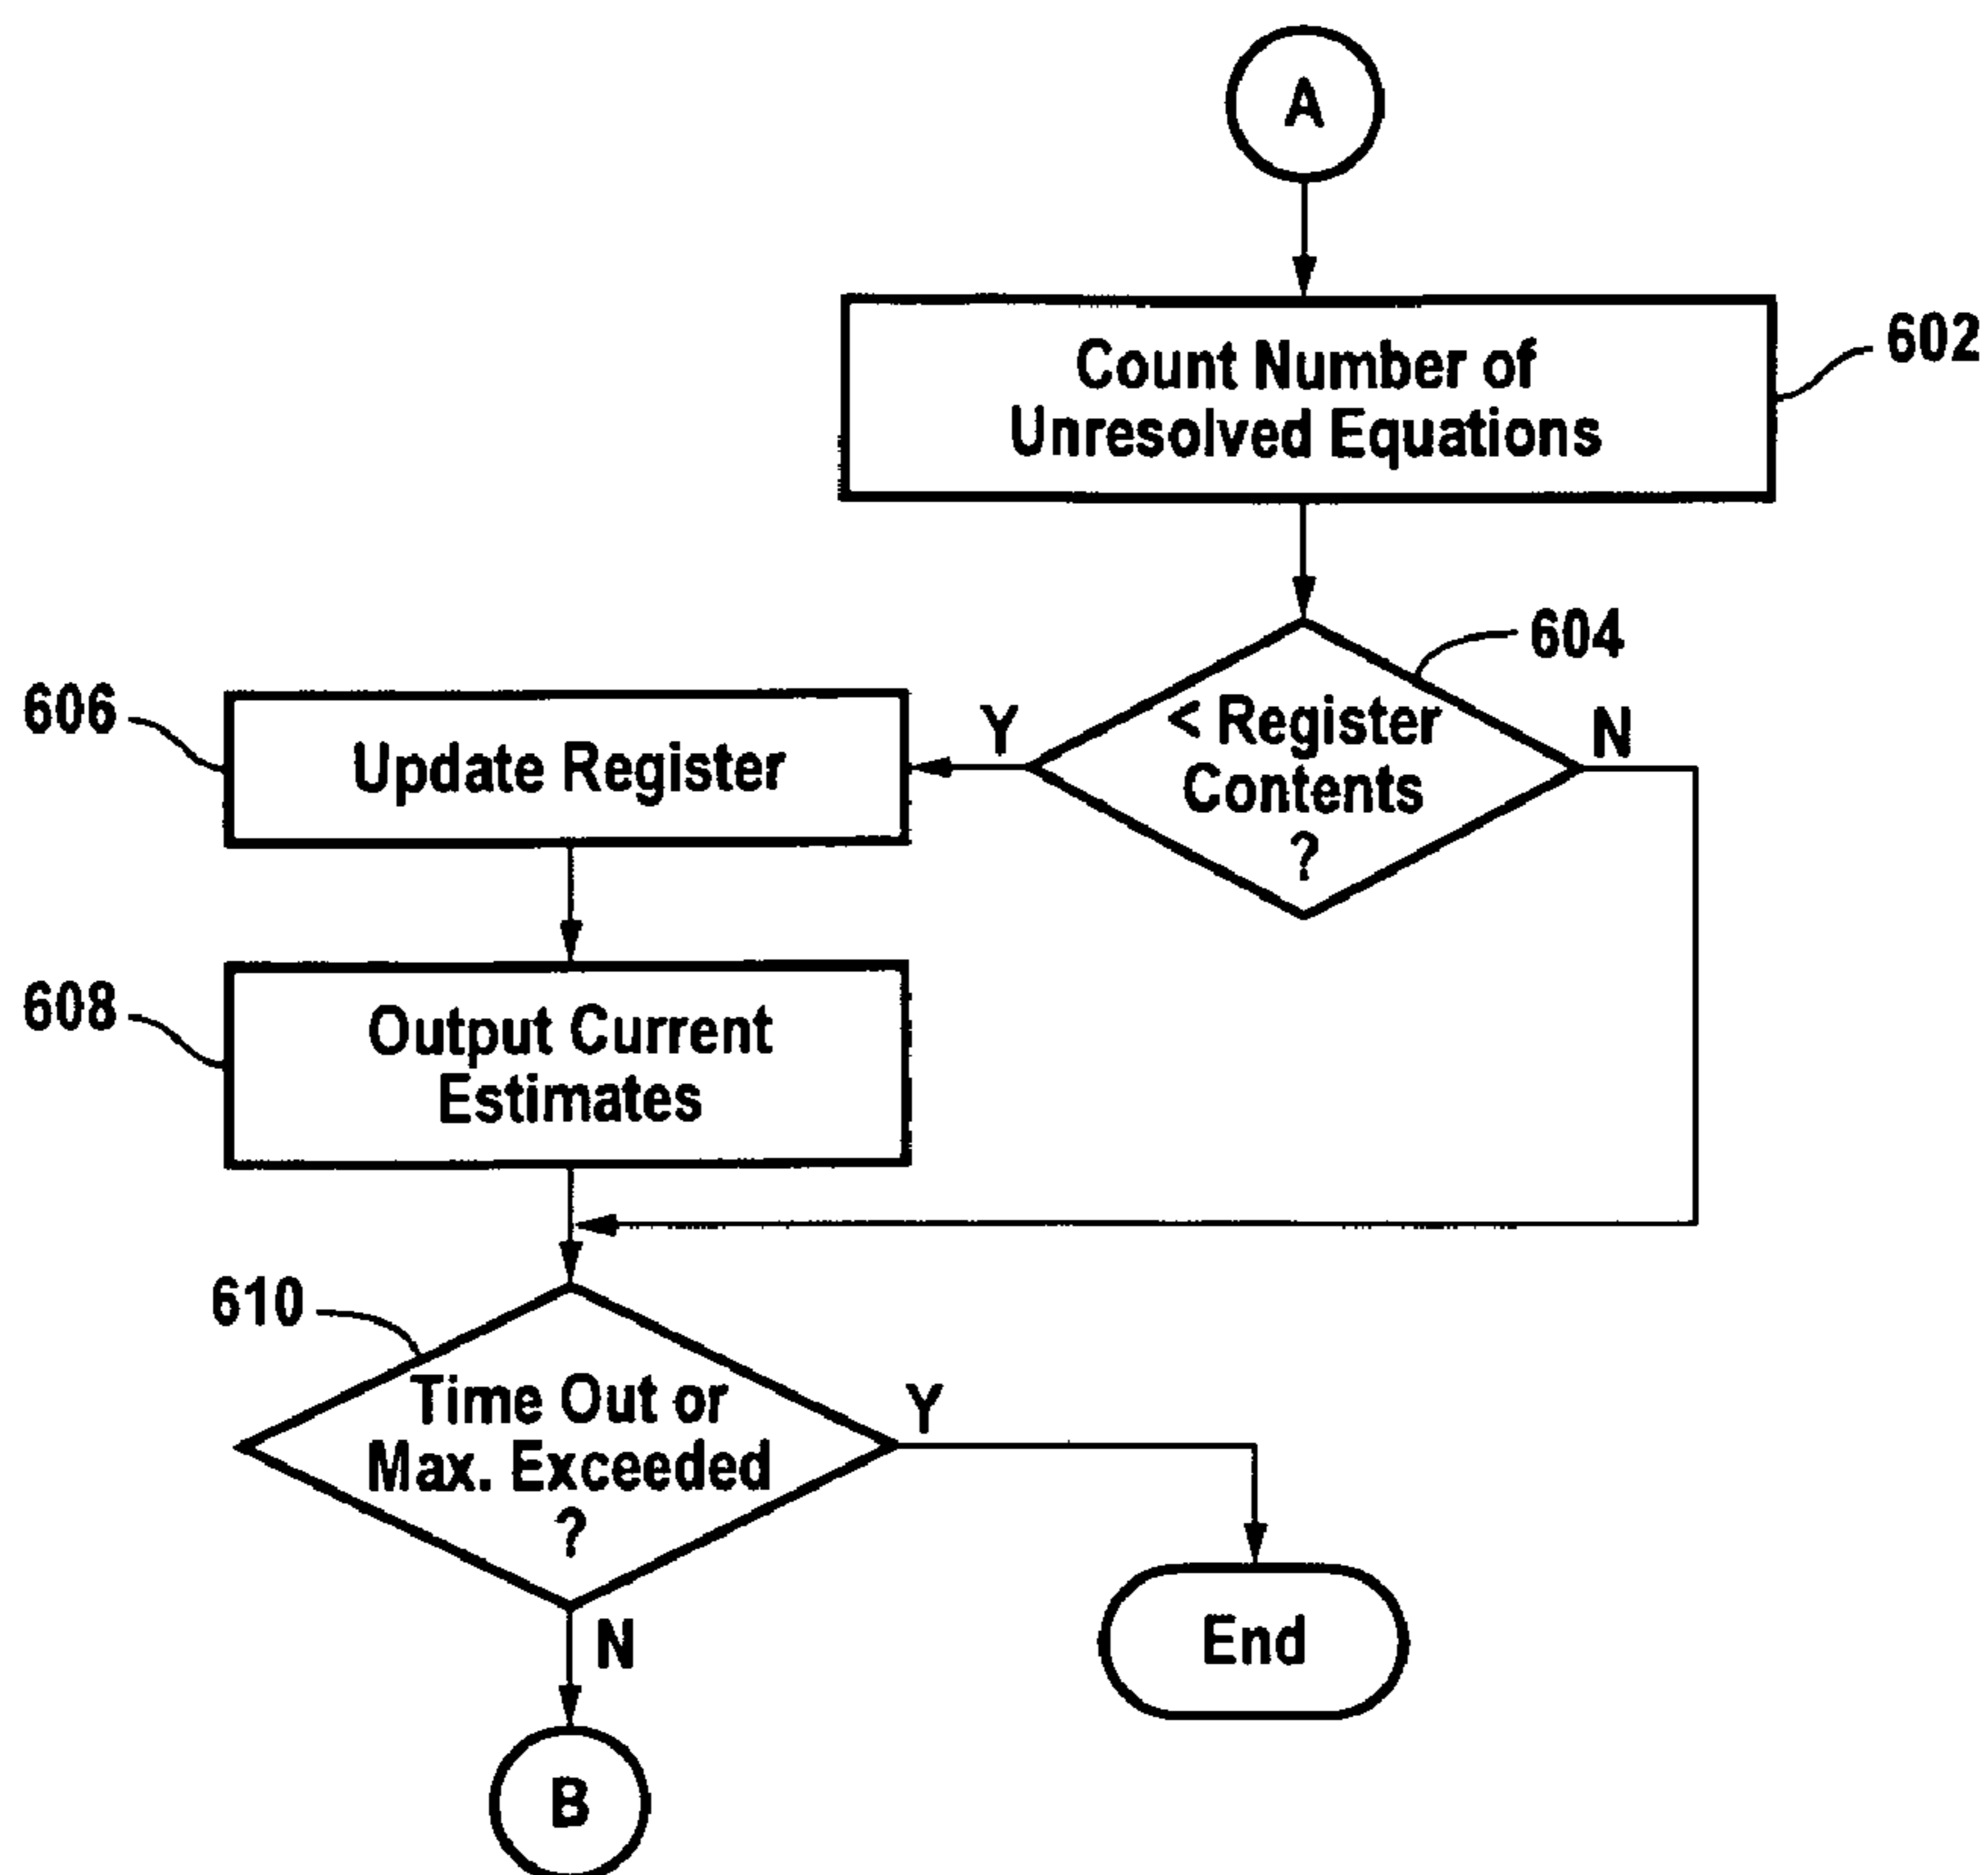 A
Count Number of
Unresolved Equations
602
604
< Register
Contents
?
Y
N
606
Update Register
608
Output Current
Estimates
610
Time Out or
Max. Exceeded
?
Y
N
End
B